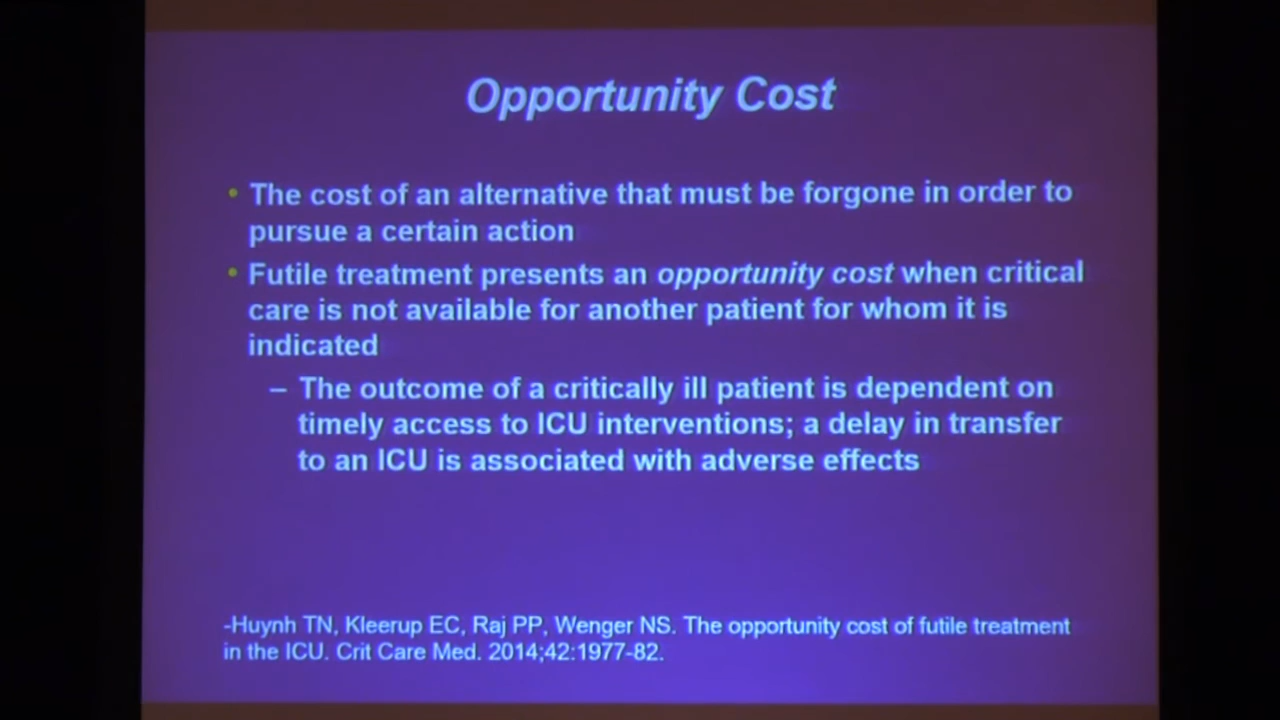 Opportunity Cost
• The cost of an alternative that must be forgone in order to
pursue a certain action
• Futile treatment presents an opportunity cost when critical
care is not available for another patient for whom it is
indicated
– The outcome of a critically ill patient is dependent on
timely access to ICU interventions; a delay in transfer
to an ICU is associated with adverse effects
-Huynh TN, Kleerup EC, Raj PP, Wenger NS. The opportunity cost of futile treatment
in the ICU. Crit Care Med. 2014;42:1977-82.